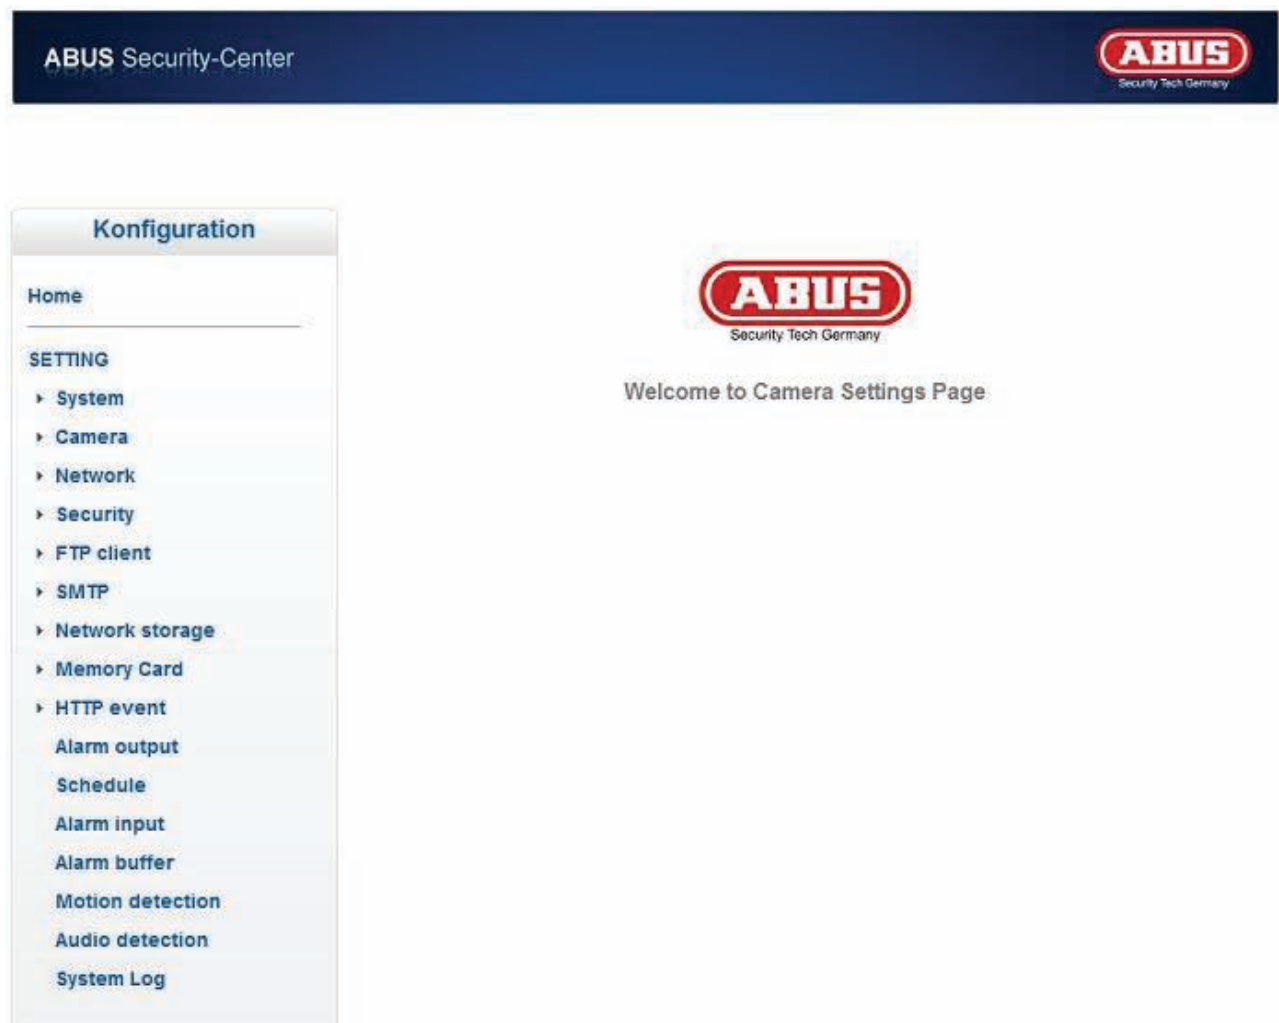 ABUS Security-Center
ABUS
Security Tech Germany
Konfiguration
Home
SETTING
System
Camera
Network
Security
FTP client
SMTP
Network storage
Memory Card
HTTP event
Alarm output
Schedule
Alarm input
Alarm buffer
Motion detection
Audio detection
System Log
ABUS
Security Tech Germany
Welcome to Camera Settings Page